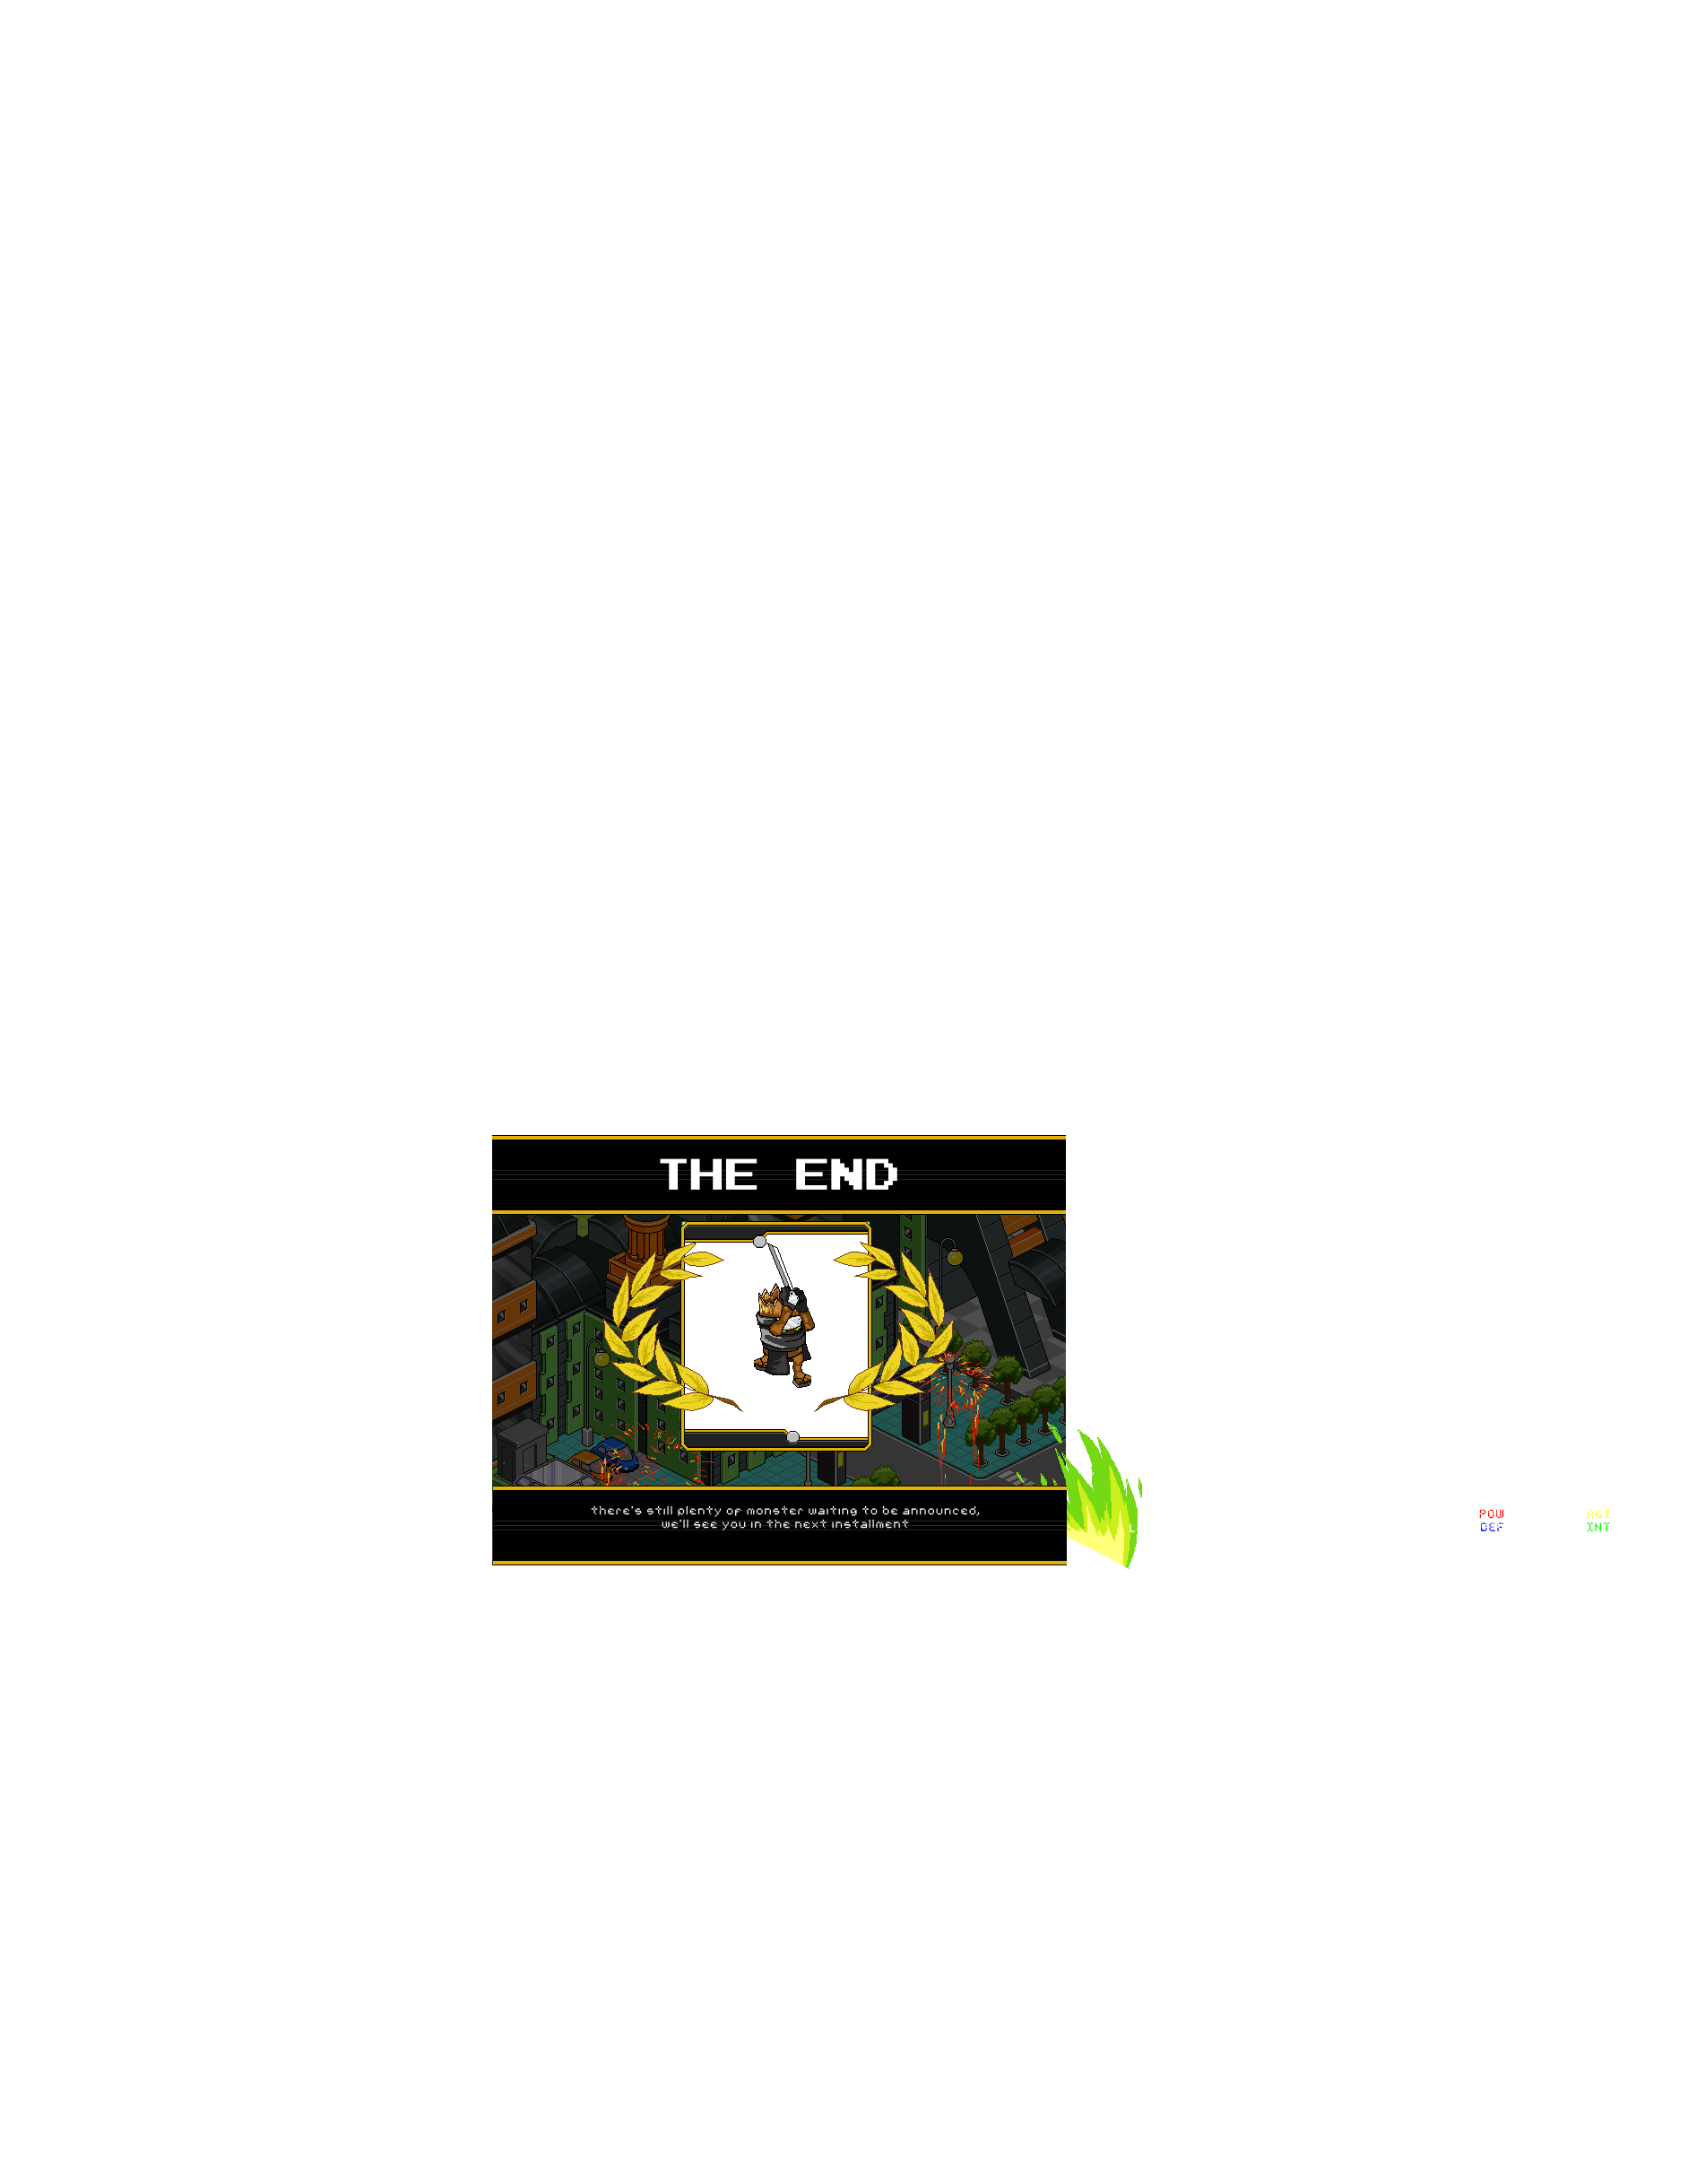 THE END
there's still plenty of monster waiting to be announced,
we'll see you in the next installment
L
POW AGI
DEF INT